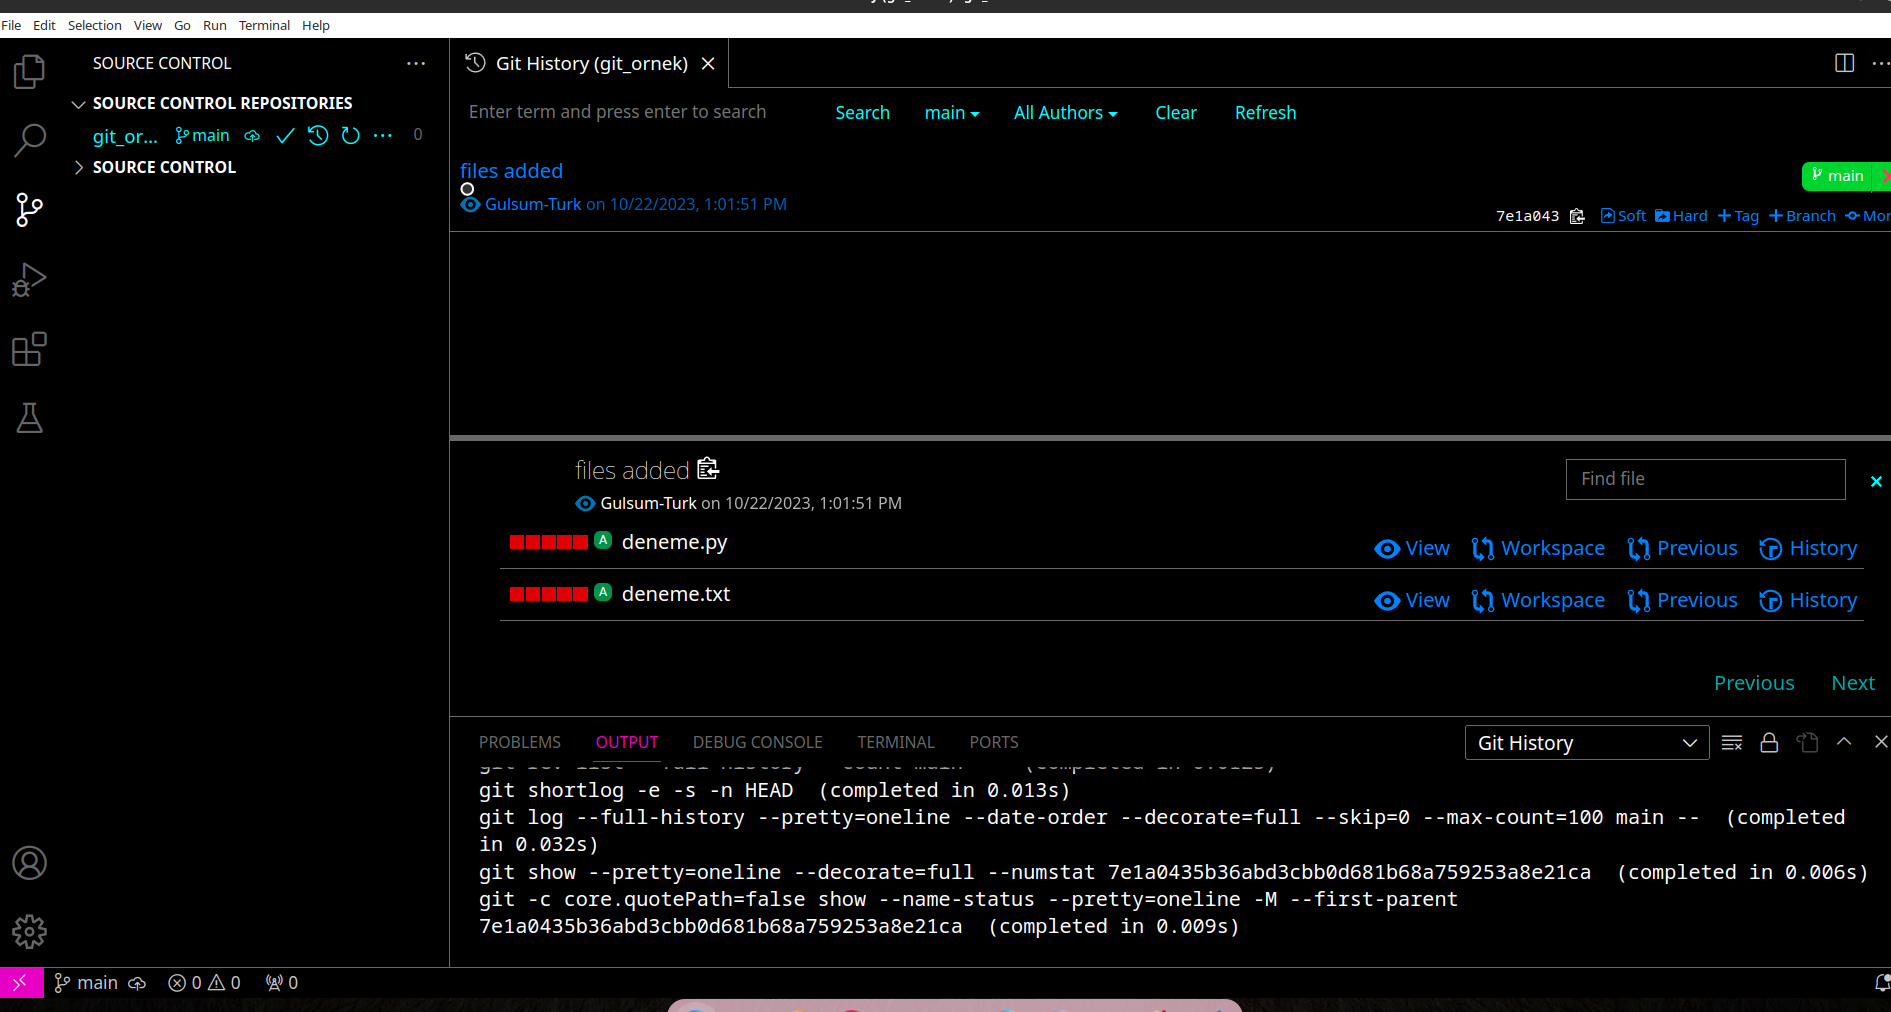 File Edit Selection View Go Run Terminal Help
SOURCE CONTROL
SOURCE CONTROL REPOSITORIES
git_or... main 0
SOURCE CONTROL
Git History (git_ornek)
Enter term and press enter to search Search main All Authors Clear Refresh
files added
main
Gulsum-Turk on 10/22/2023, 1:01:51 PM
7e1a043 Soft Hard +Tag +Branch
files added
Find file
Gulsum-Turk on 10/22/2023, 1:01:51 PM
A deneme.py View Workspace Previous History
A deneme.txt View Workspace Previous History
Previous Next
PROBLEMS OUTPUT DEBUG CONSOLE TERMINAL PORTS Git History
git shortlog -e -s -n HEAD (completed in 0.013s)
git log --full-history --pretty=oneline --date-order --decorate=full --skip=0 --max-count=100 main -- (completed
in 0.032s)
git show --pretty=oneline --decorate=full --numstat 7e1a0435b36abd3cbb0d681b68a759253a8e21ca (completed in 0.006s)
git -c core.quotePath=false show --name-status --pretty=oneline -M --first-parent
7e1a0435b36abd3cbb0d681b68a759253a8e21ca (completed in 0.009s)
main 0 0 0